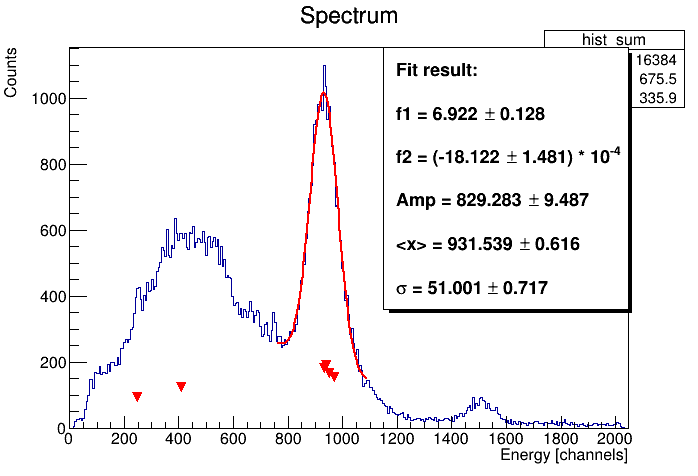 Spectrum
hist_sum
16384
675.5
335.9
Fit result:
f1 = 6.922 ± 0.128
f2 = (-18.122 ± 1.481) * 10⁻⁴
Amp = 829.283 ± 9.487
<x> = 931.539 ± 0.616
σ = 51.001 ± 0.717
Counts
1000
800
600
400
200
0
0 200 400 600 800 1000 1200 1400 1600 1800 2000
Energy [channels]